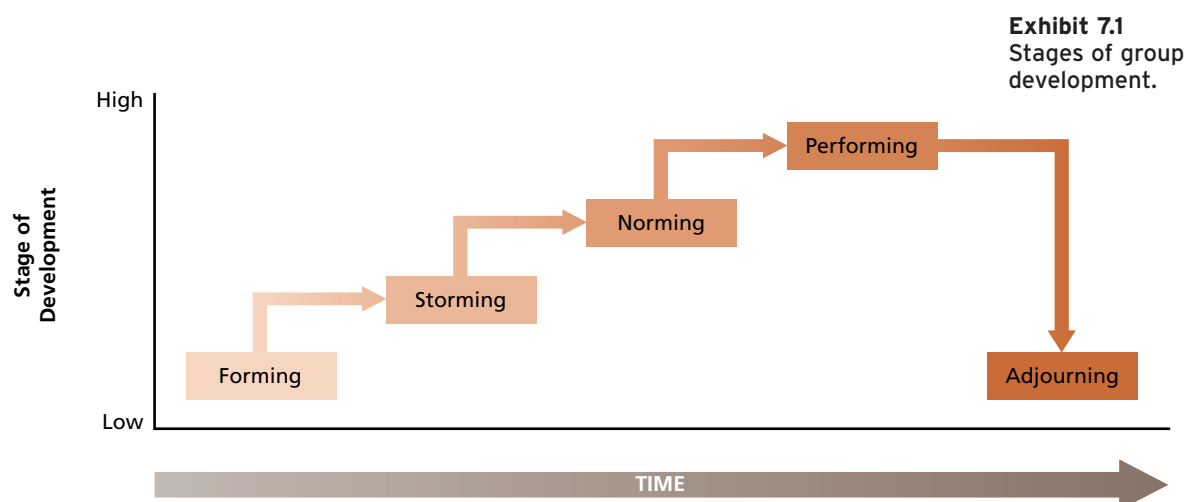 Exhibit 7.1
Stages of group
development.
High
Stage of
Development
Performing
Norming
Storming
Forming
Adjourning
Low
TIME